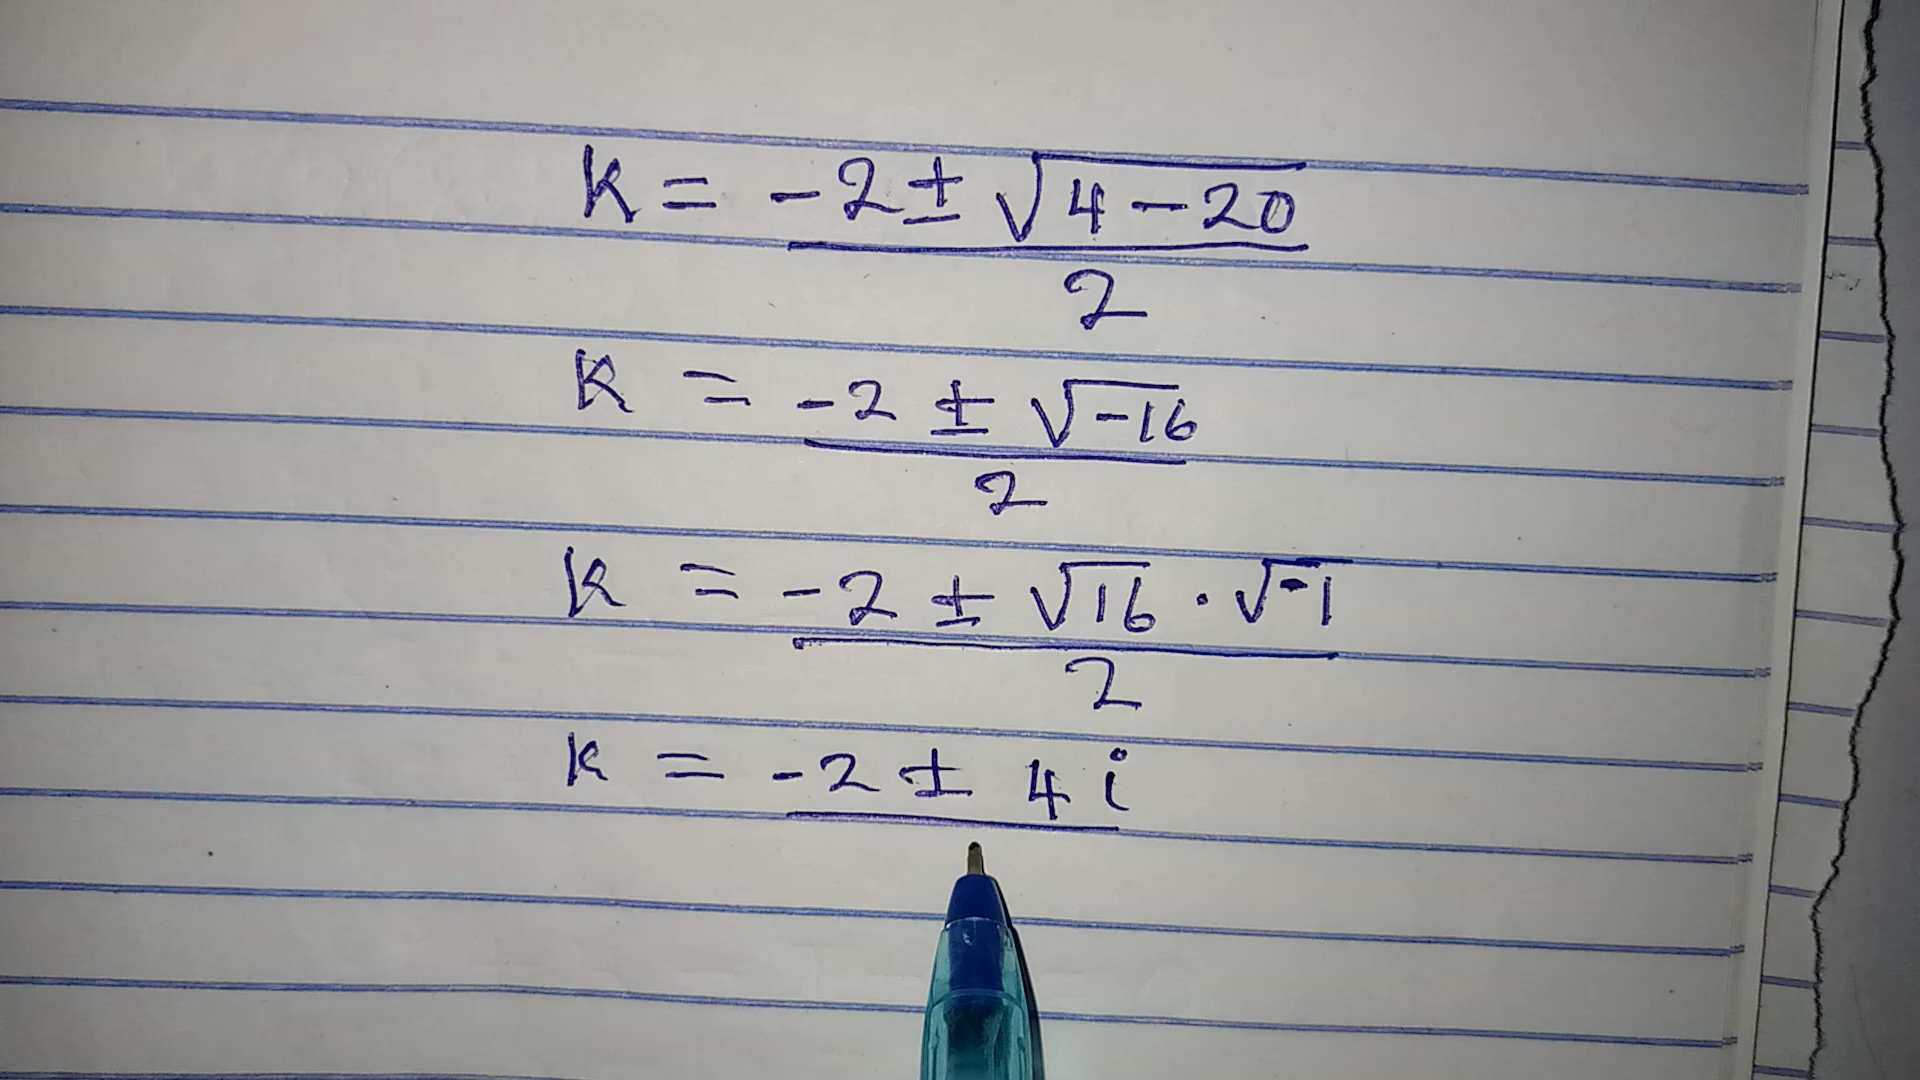 K = -2 ± √4-20
2
K = -2 ± √-16
2
K = -2 ± √16 · √-1
2
K = -2 ± 4i